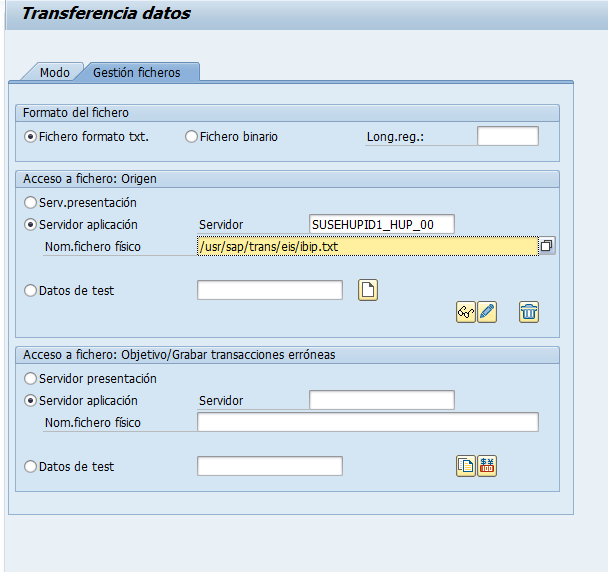 Transferencia datos
Modo Gestión ficheros
Formato del fichero
Fichero formato txt. Fichero binario Long.reg.:
Acceso a fichero: Origen
Serv.presentación
Servidor aplicación Servidor SUSEHUPID1_HUP_00
Nom.fichero físico /usr/sap/trans/eis/ibip.txt
Datos de test
Acceso a fichero: Objetivo/Grabar transacciones erróneas
Servidor presentación
Servidor aplicación Servidor
Nom.fichero físico
Datos de test